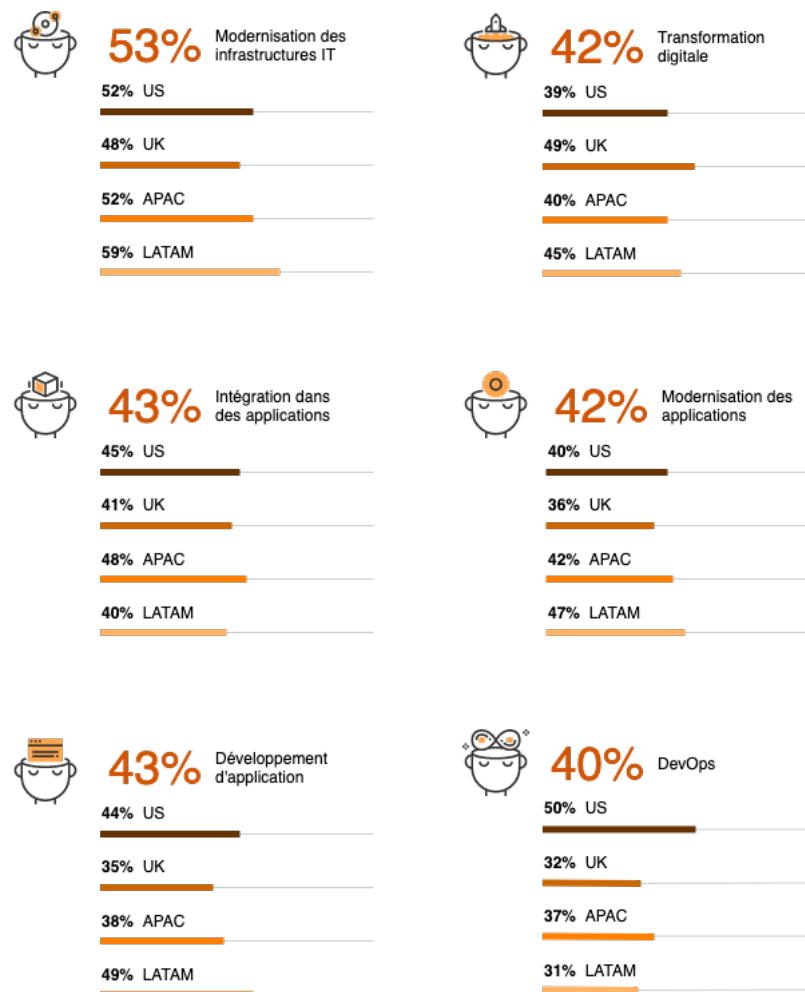 53%
Modernisation des
infrastructures IT
52% US
48% UK
52% APAC
59% LATAM
42%
Transformation
digitale
39% US
49% UK
40% APAC
45% LATAM
43%
Intégration dans
des applications
45% US
41% UK
48% APAC
40% LATAM
42%
Modernisation des
applications
40% US
36% UK
42% APAC
47% LATAM
43%
Développement
d'application
44% US
35% UK
38% APAC
49% LATAM
40%
DevOps
50% US
32% UK
37% APAC
31% LATAM